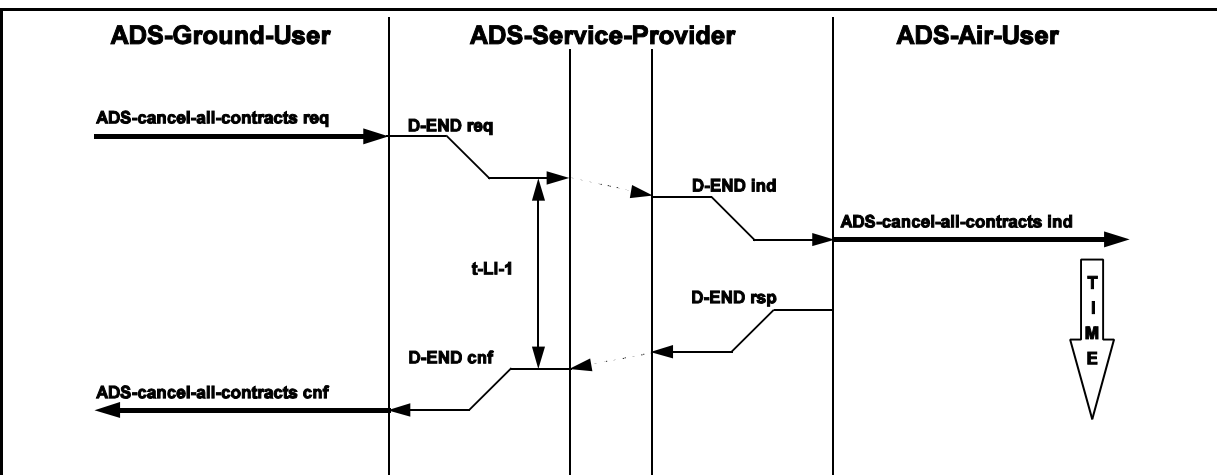 ADS-Ground-User
ADS-Service-Provider
ADS-Air-User
ADS-cancel-all-contracts req
D-END req
D-END ind
ADS-cancel-all-contracts ind
t-LI-1
D-END rsp
TIME
D-END cnf
ADS-cancel-all-contracts cnf